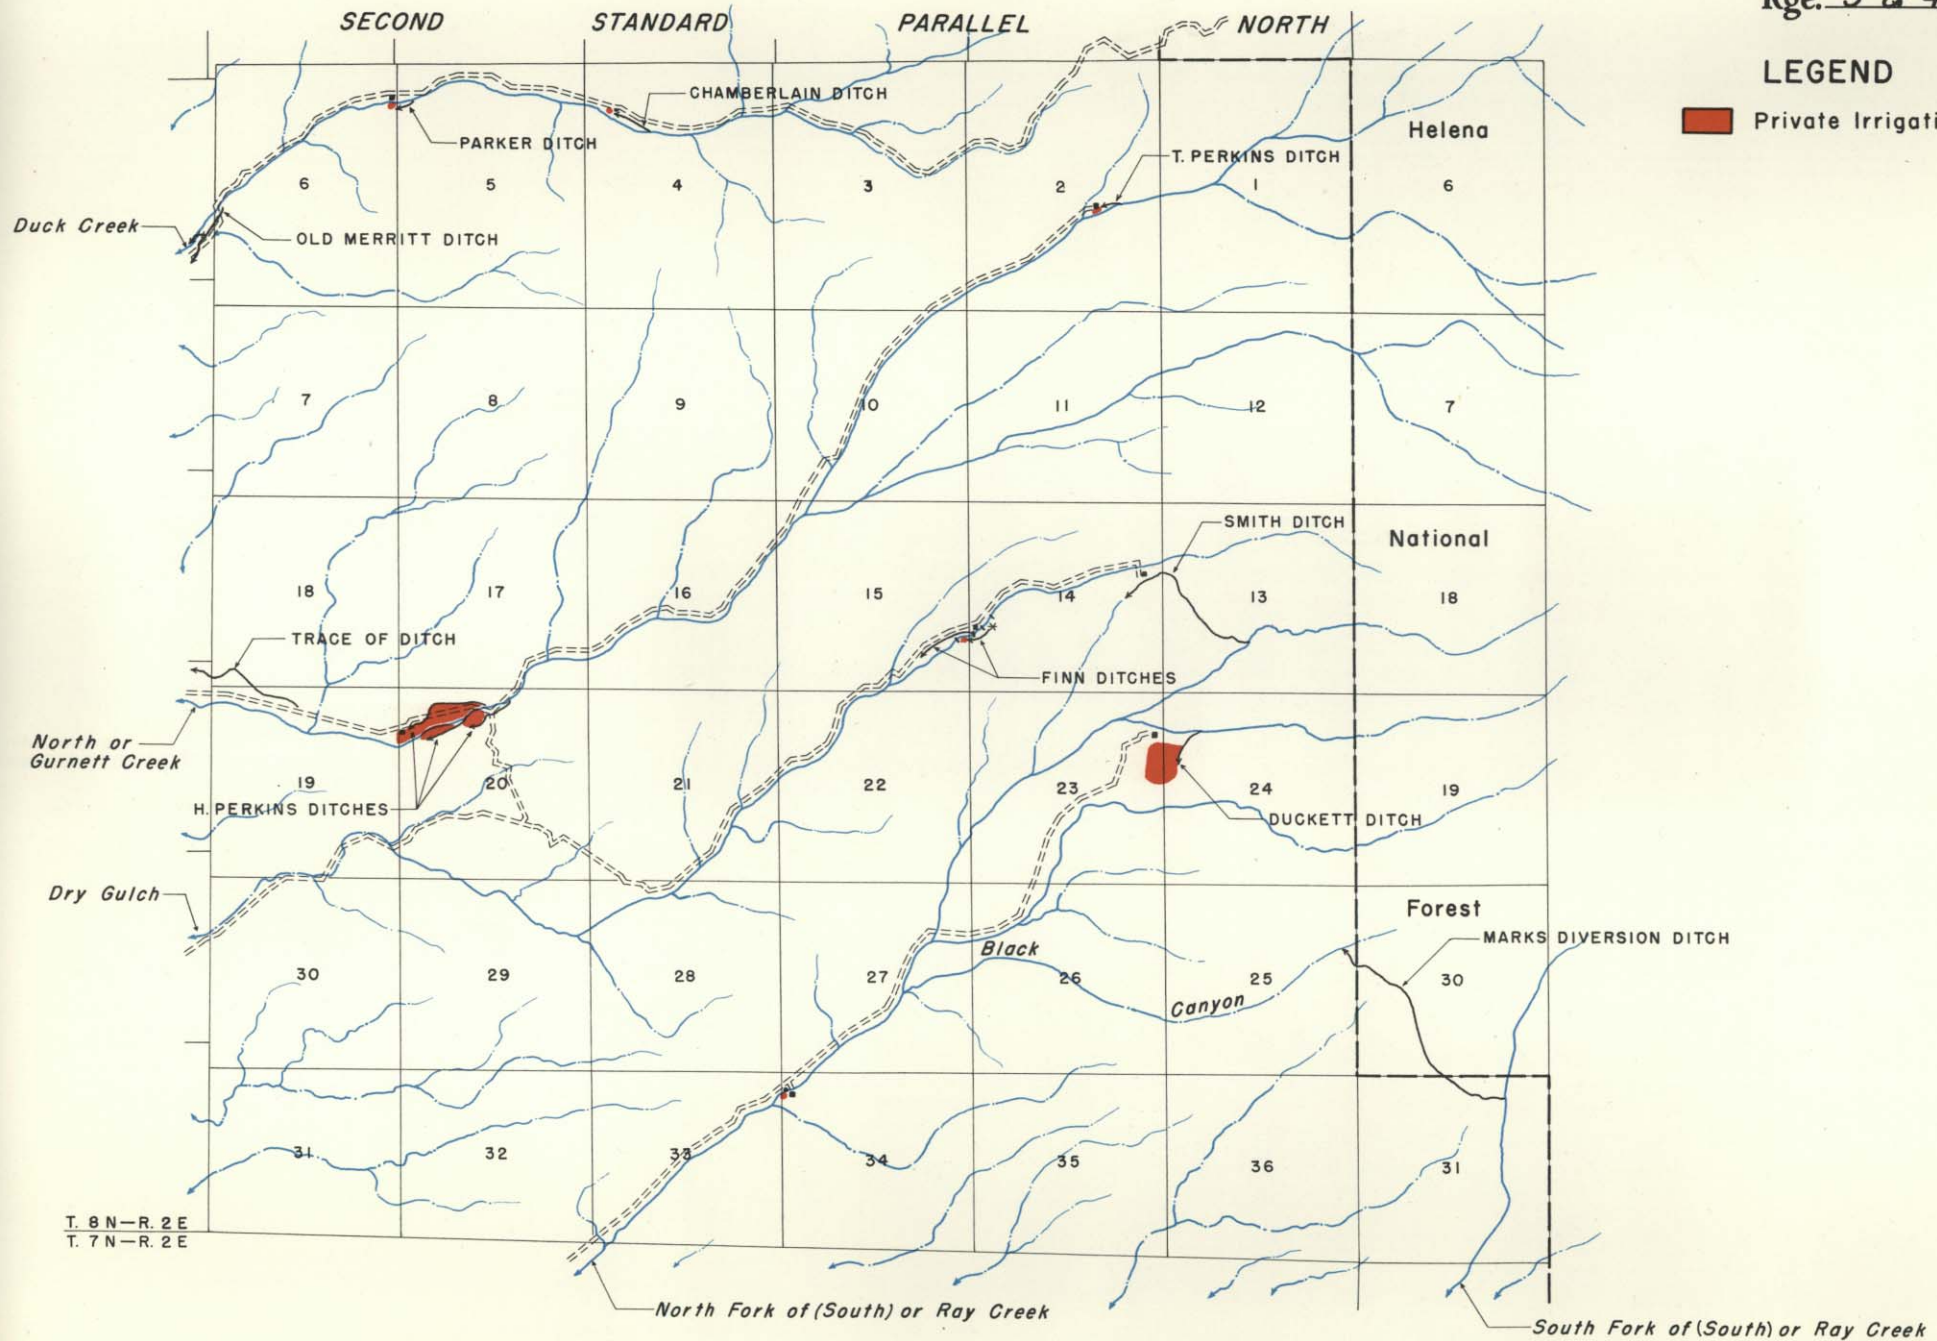 Rge. 3 & 4
SECOND STANDARD PARALLEL NORTH
LEGEND
Private Irrigati
CHAMBERLAIN DITCH
PARKER DITCH
Helena
T. PERKINS DITCH
6 5 4 3 2 1 6
Duck Creek
OLD MERRITT DITCH
7 8 9 10 11 12 7
SMITH DITCH
National
18 17 16 15 14 13 18
TRACE OF DITCH
FINN DITCHES
North or
Gurnett Creek
19 20 21 22 23 24 19
H. PERKINS DITCHES
DUCKETT DITCH
Dry Gulch
Forest
MARKS DIVERSION DITCH
Black
30 29 28 27 26 25 30
Canyon
31 32 33 34 35 36 31
T. 8 N—R. 2 E
T. 7 N—R. 2 E
North Fork of (South) or Ray Creek
South Fork of (South) or Ray Creek